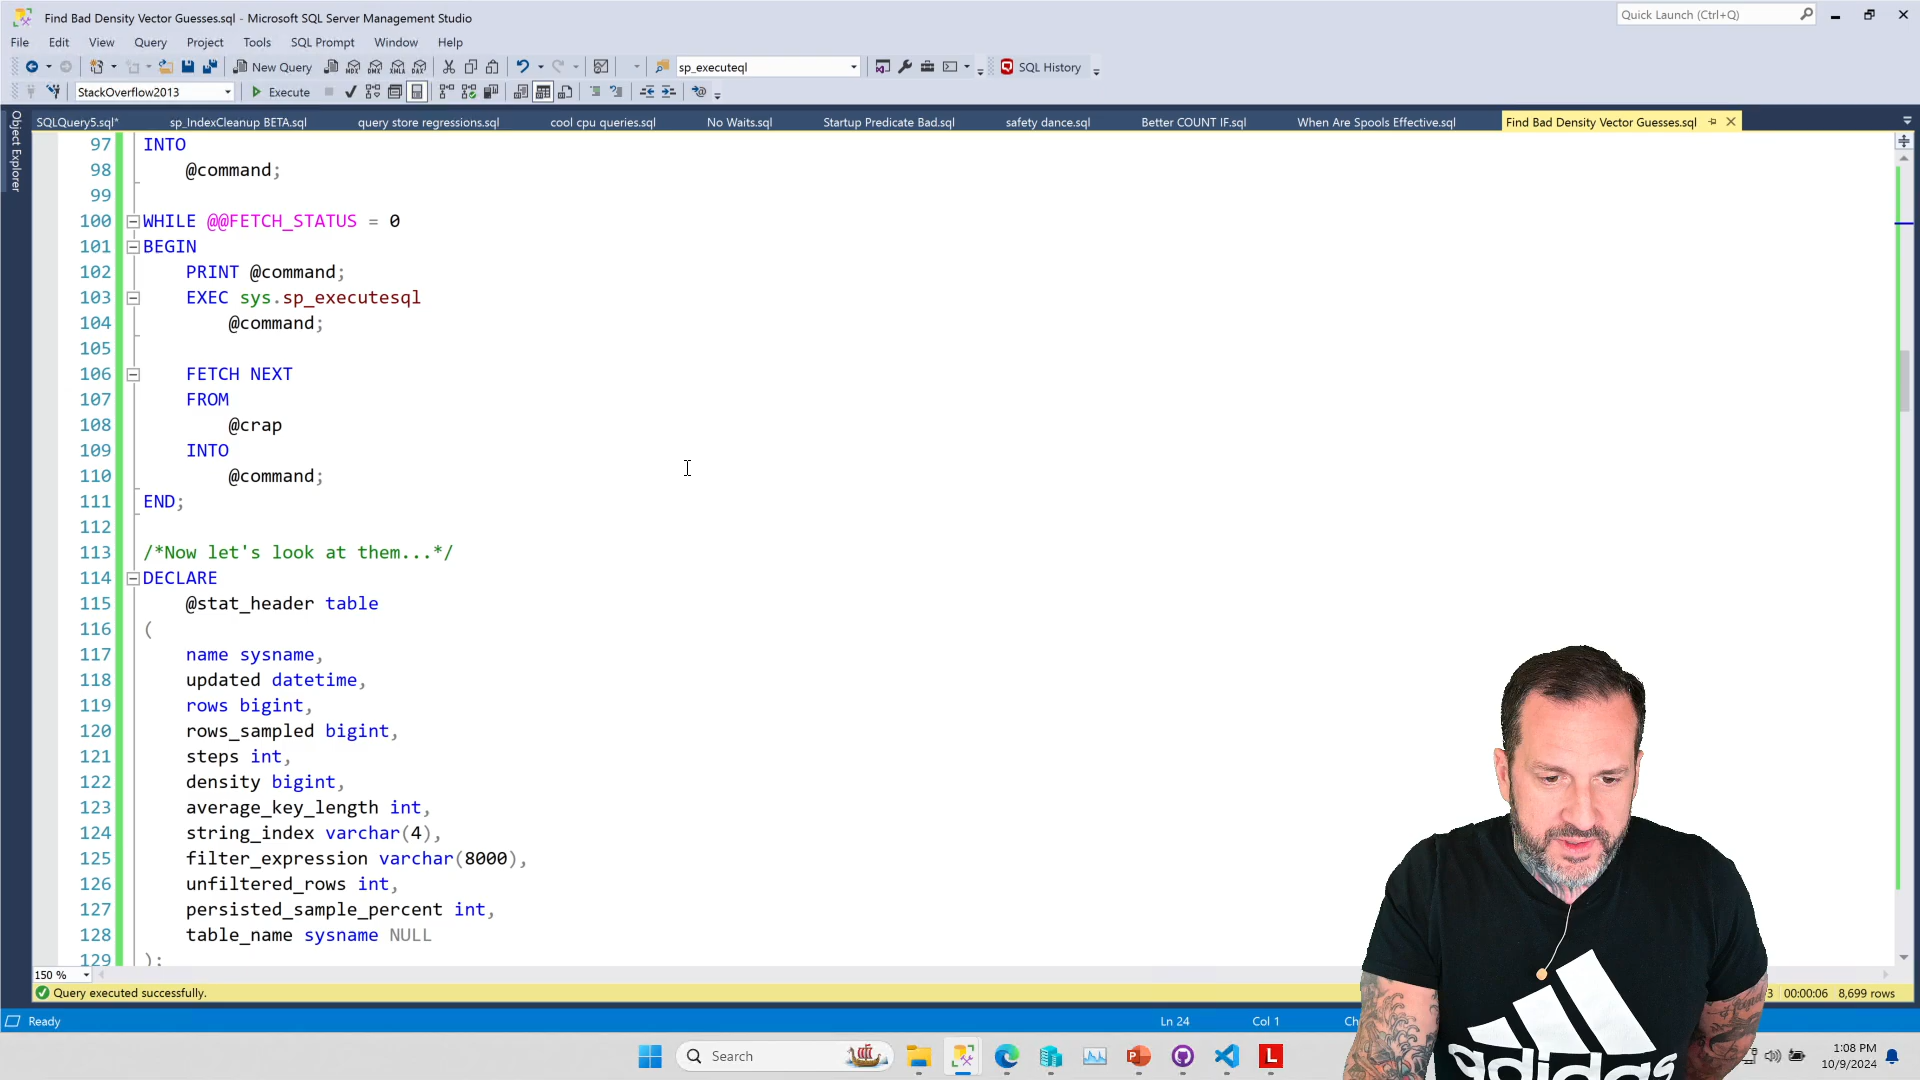 Find Bad Density Vector Guesses.sql - Microsoft SQL Server Management Studio
Quick Launch (Ctrl+Q)
File Edit View Query Project Tools SQL Prompt Window Help
New Query
sp_executeql
SQL History
StackOverflow2013
Execute
Object Explorer
SQLQuery5.sql* sp_IndexCleanup BETA.sql query store regressions.sql cool cpu queries.sql No Waits.sql Startup Predicate Bad.sql safety dance.sql Better COUNT IF.sql When Are Spools Effective.sql Find Bad Density Vector Guesses.sql
97 INTO
98 @command;
99
100 WHILE @@FETCH_STATUS = 0
101 BEGIN
102 PRINT @command;
103 EXEC sys.sp_executesql
104 @command;
105
106 FETCH NEXT
107 FROM
108 @crap
109 INTO
110 @command;
111 END;
112
113 /*Now let's look at them...*/
114 DECLARE
115 @stat_header table
116 (
117 name sysname,
118 updated datetime,
119 rows bigint,
120 rows_sampled bigint,
121 steps int,
122 density bigint,
123 average_key_length int,
124 string_index varchar(4),
125 filter_expression varchar(8000),
126 unfiltered_rows int,
127 persisted_sample_percent int,
128 table_name sysname NULL
129 );
150 %
Query executed successfully.
3 00:00:06 8,699 rows
Ready
Ln 24 Col 1
Search
1:08 PM
10/9/2024
adidas